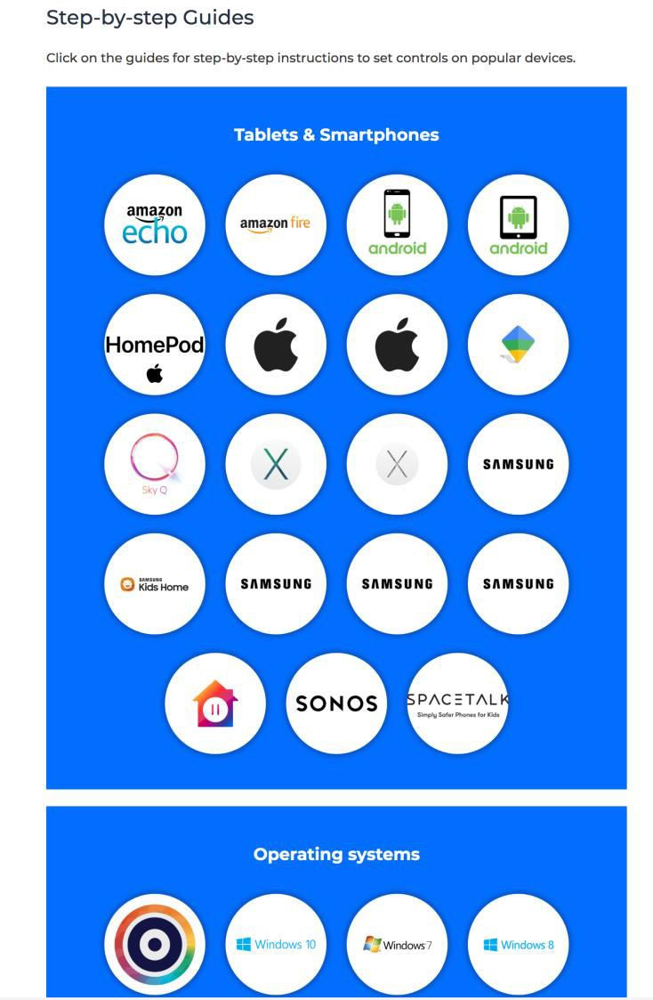 Step-by-step Guides
Click on the guides for step-by-step instructions to set controls on popular devices.
Tablets & Smartphones
amazon
echo
amazon fire
android
android
HomePod
Sky Q
X
X
SAMSUNG
SAMSUNG
Kids Home
SAMSUNG
SAMSUNG
SAMSUNG
SONOS
SPACETALK
Simply Safer Phones for Kids
Operating systems
Windows 10
Windows 7
Windows 8